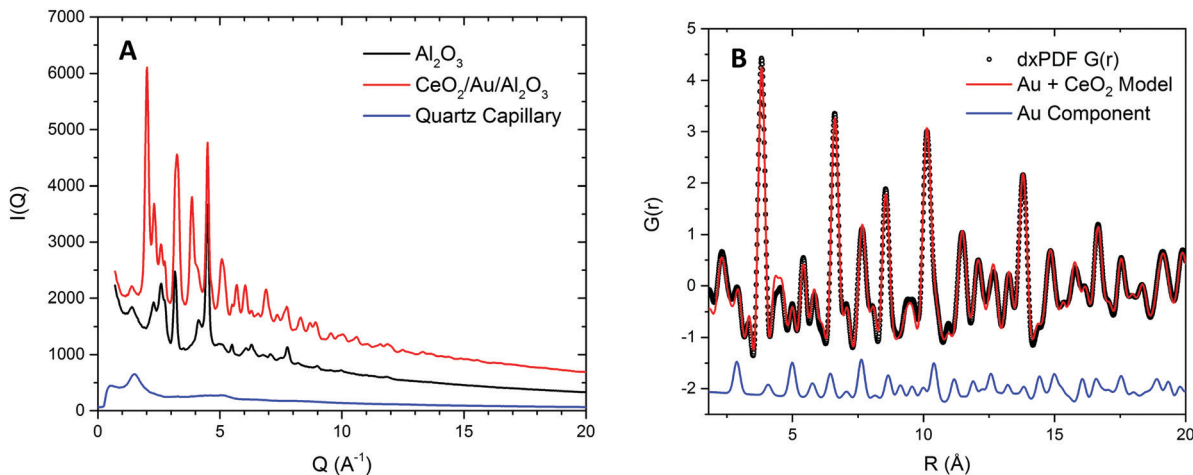 A
Al₂O₃
CeO₂/Au/Al₂O₃
Quartz Capillary
I(Q)
7000
6000
5000
4000
3000
2000
1000
0
0 5 10 15 20
Q (A⁻¹)
B
dxPDF G(r)
Au + CeO₂ Model
Au Component
G(r)
5
4
3
2
1
0
-1
-2
5 10 15 20
R (Å)